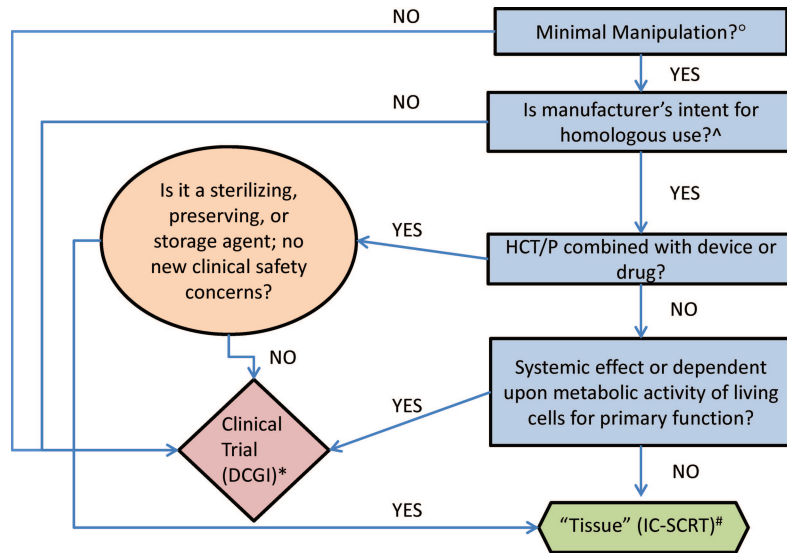 NO
Minimal Manipulation?°
YES
NO
Is manufacturer's intent for
homologous use?^
YES
Is it a sterilizing,
preserving, or
storage agent; no
new clinical safety
concerns?
YES
HCT/P combined with device or
drug?
NO
NO
Systemic effect or dependent
upon metabolic activity of living
cells for primary function?
YES
Clinical
Trial
(DCGI)*
NO
YES
"Tissue" (IC-SCRT)#